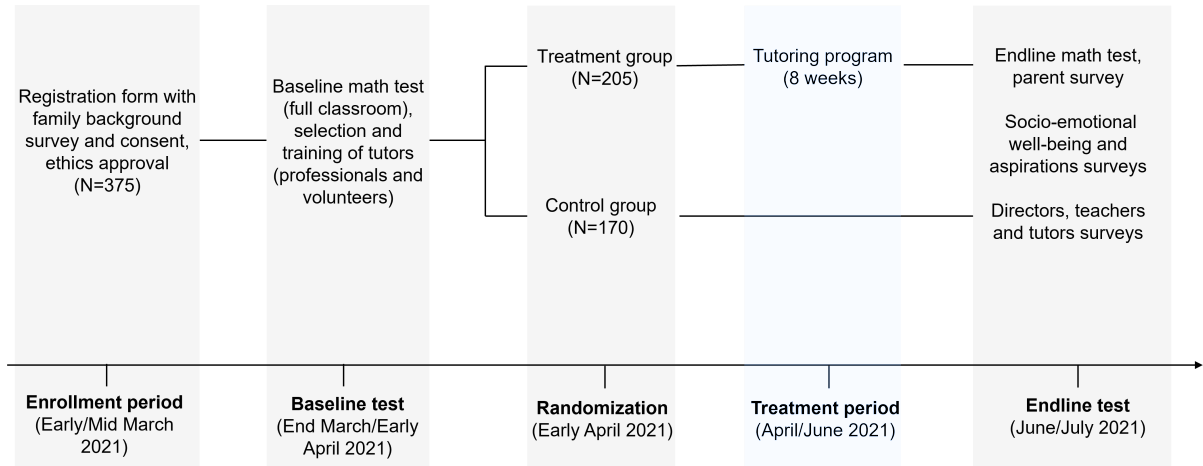 Registration form with
family background
survey and consent,
ethics approval
(N=375)
Baseline math test
(full classroom),
selection and
training of tutors
(professionals and
volunteers)
Treatment group
(N=205)
Control group
(N=170)
Tutoring program
(8 weeks)
Endline math test,
parent survey
Socio-emotional
well-being and
aspirations surveys
Directors, teachers
and tutors surveys
Enrollment period
(Early/Mid March
2021)
Baseline test
(End March/Early
April 2021)
Randomization
(Early April 2021)
Treatment period
(April/June 2021)
Endline test
(June/July 2021)